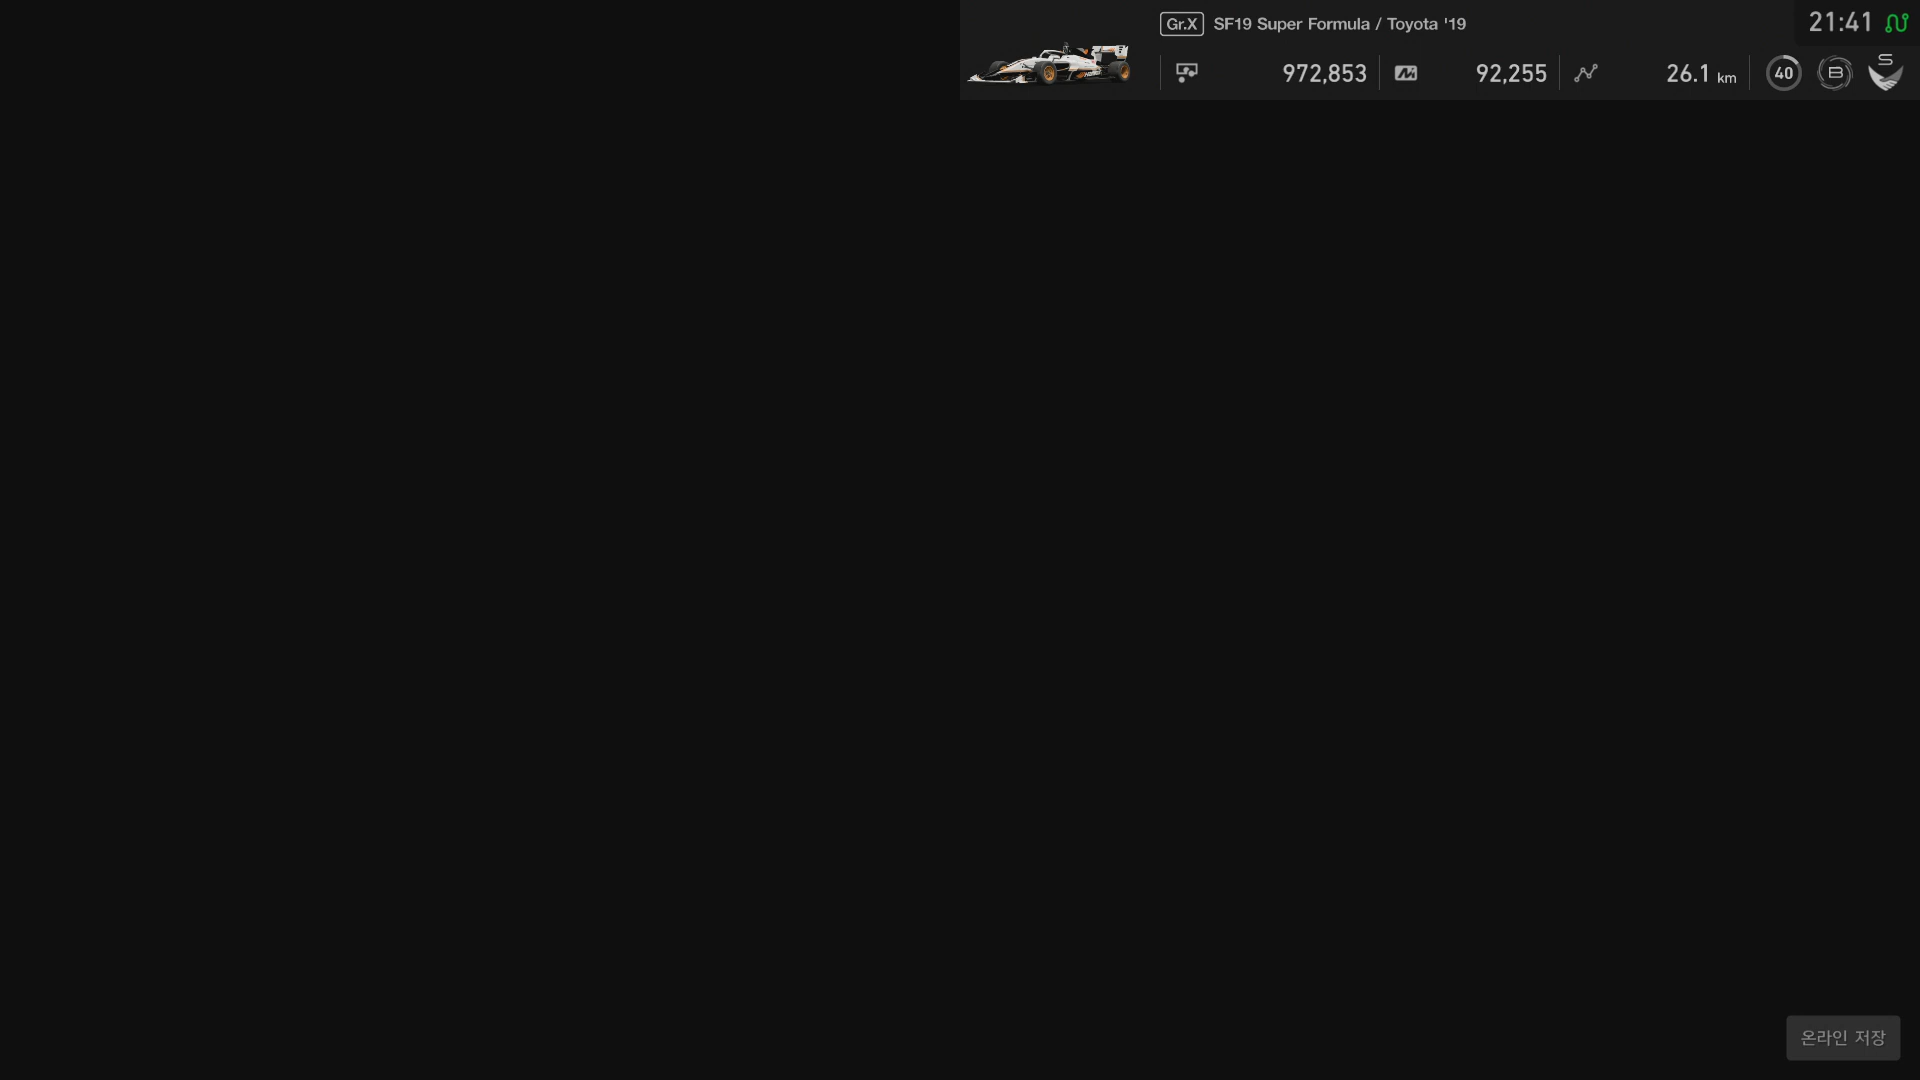 Gr.X SF19 Super Formula / Toyota '19
21:41
972,853 92,255 26.1 km 40 B S
온라인 저장